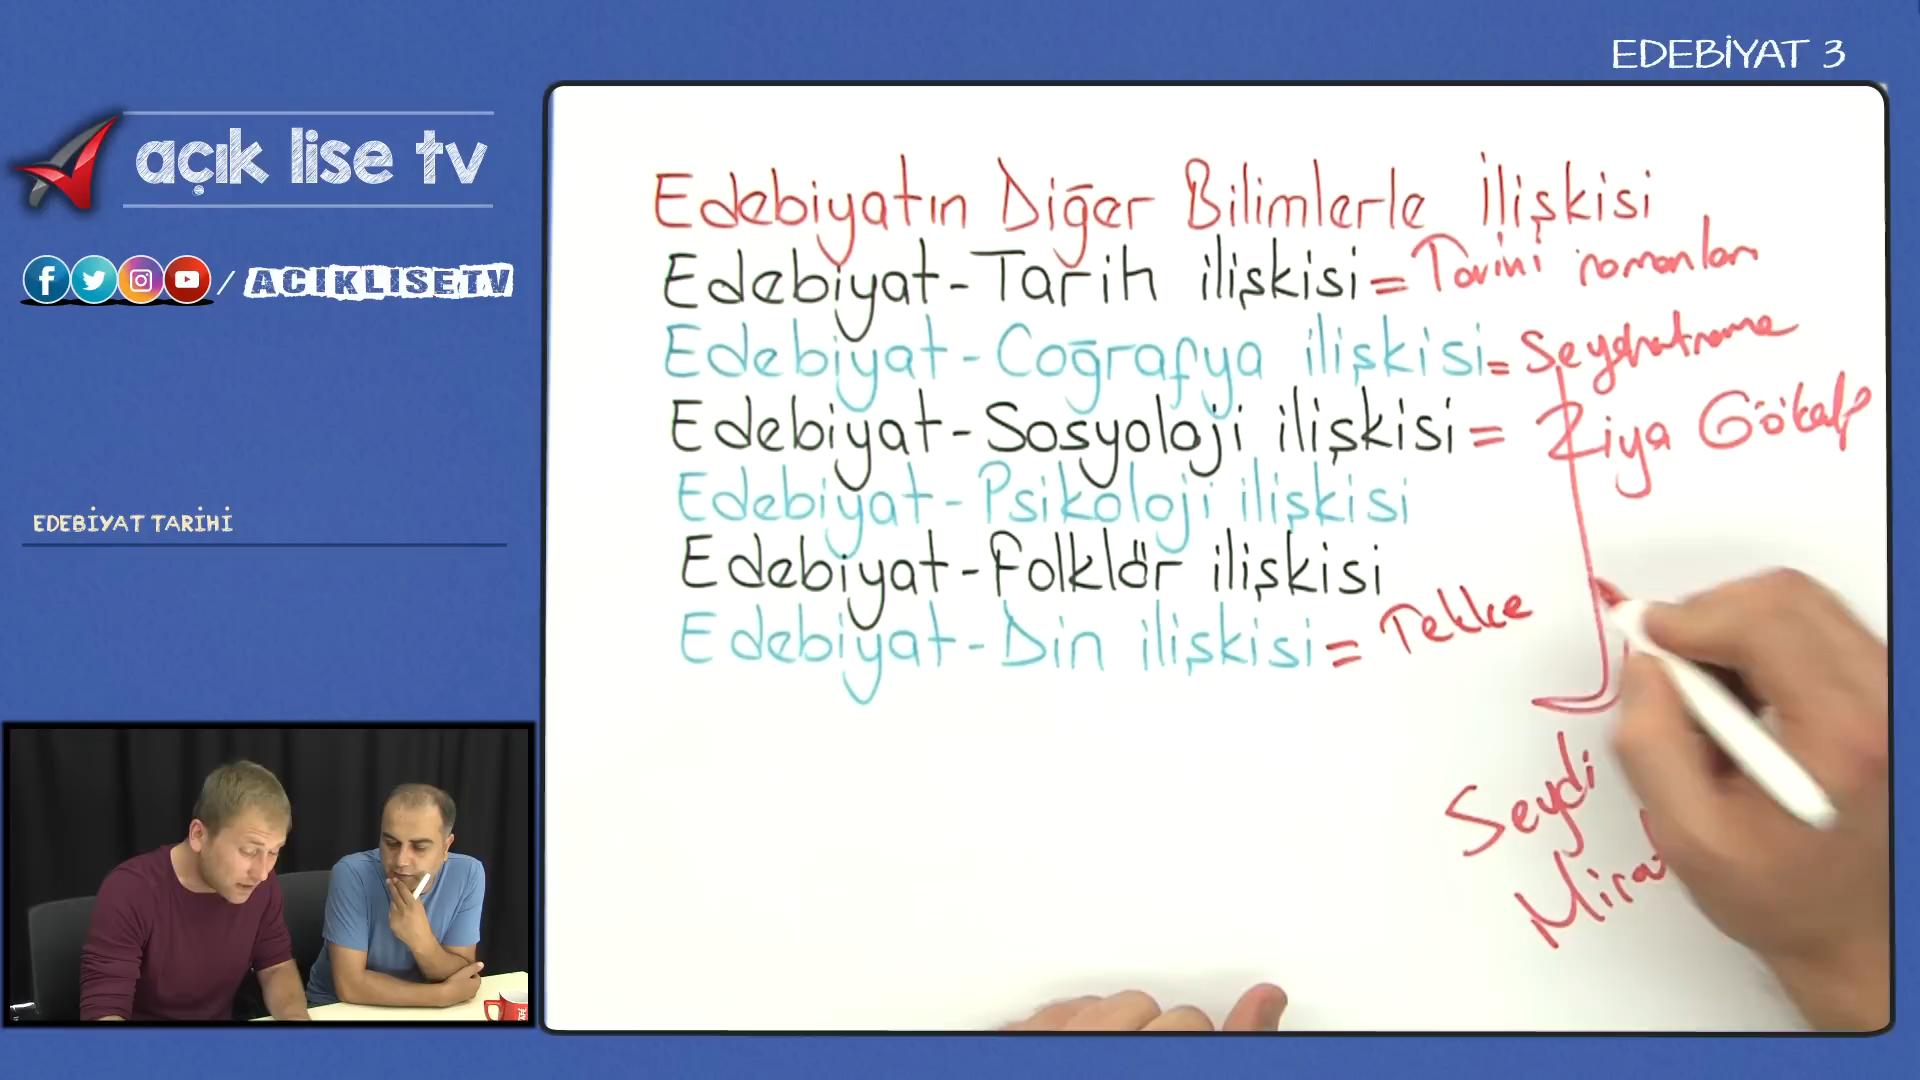 EDEBİYAT 3
açık lise tv
/ ACIKLISETV
EDEBİYAT TARİHİ
Edebiyatın Diğer Bilimlerle İlişkisi
Edebiyat-Tarih ilişkisi = Tarihi romanları
Edebiyat-Coğrafya ilişkisi = Seyahatname
Edebiyat-Sosyoloji ilişkisi = Ziya Gökalp
Edebiyat-Psikoloji ilişkisi
Edebiyat-Folklör ilişkisi
Edebiyat-Din ilişkisi = Tekke
Seydi